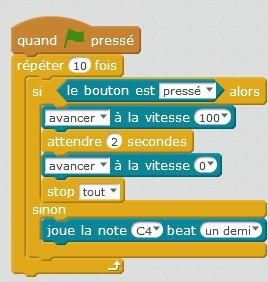 quand pressé
répéter 10 fois
si le bouton est pressé alors
avancer à la vitesse 100
attendre 2 secondes
avancer à la vitesse 0
stop tout
sinon
joue la note C4 beat un demi